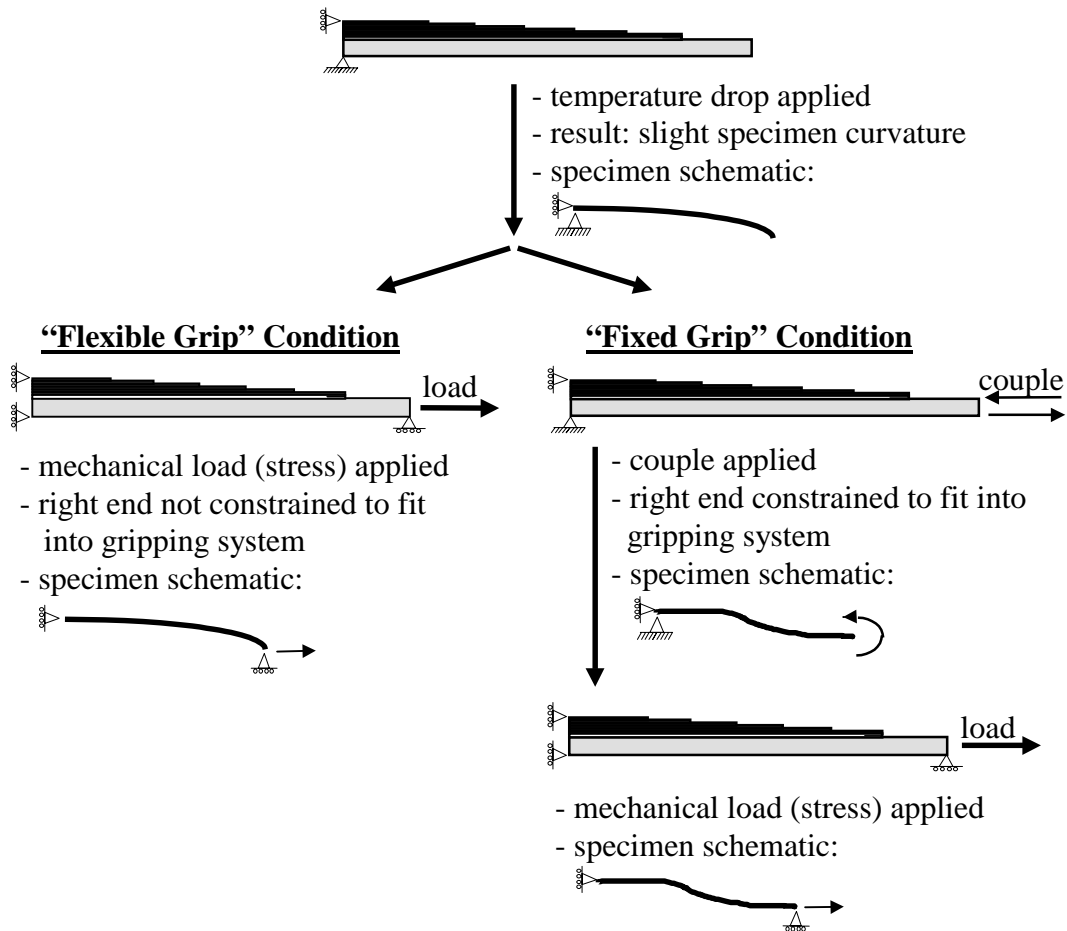 - temperature drop applied
- result: slight specimen curvature
- specimen schematic:
“Flexible Grip” Condition
load
- mechanical load (stress) applied
- right end not constrained to fit
into gripping system
- specimen schematic:
“Fixed Grip” Condition
couple
- couple applied
- right end constrained to fit into
gripping system
- specimen schematic:
load
- mechanical load (stress) applied
- specimen schematic: